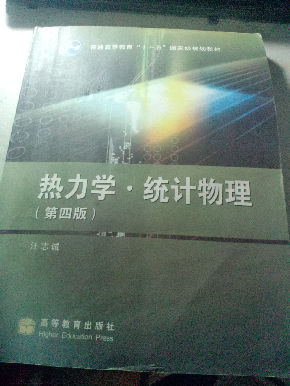 普通高等教育“十一五”国家级规划教材
热力学·统计物理
（第四版）
汪志诚
高等教育出版社
Higher Education Press